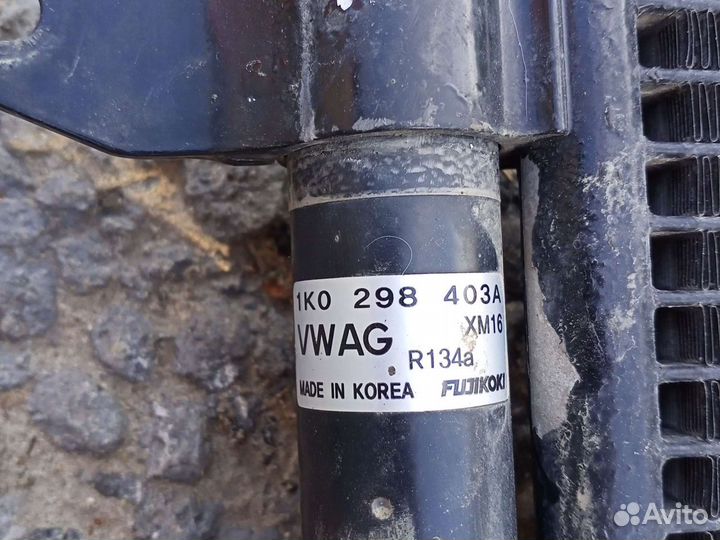 1K0 298 403A
VWAG XM16
R134a
MADE IN KOREA FUJIKOKI
Avito